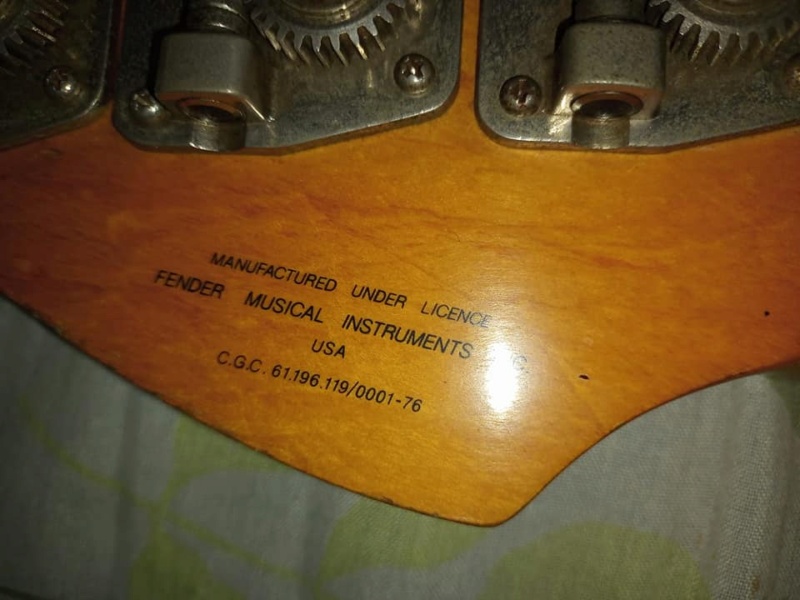 MANUFACTURED UNDER LICENCE
FENDER MUSICAL INSTRUMENTS
USA
C.G.C. 61.196.119/0001-76